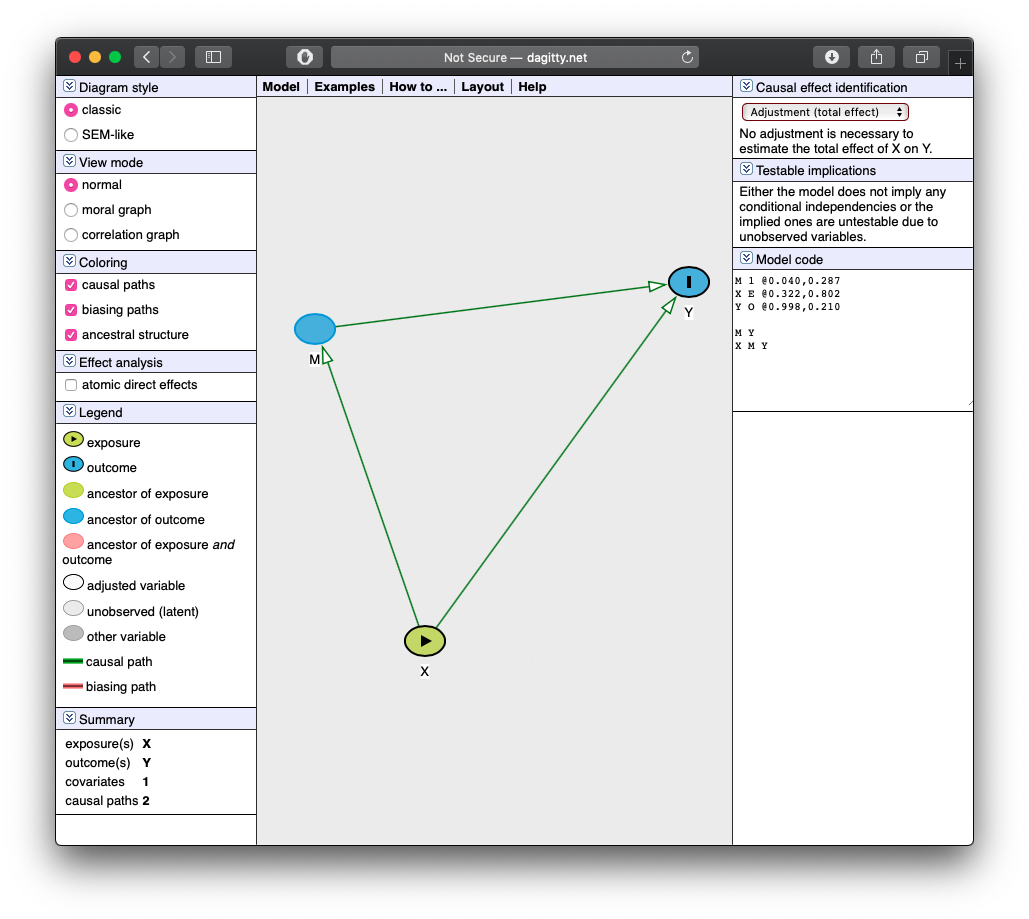 Not Secure — dagitty.net
Diagram style
classic
SEM-like
View mode
normal
moral graph
correlation graph
Coloring
causal paths
biasing paths
ancestral structure
Effect analysis
atomic direct effects
Legend
exposure
outcome
ancestor of exposure
ancestor of outcome
ancestor of exposure and
outcome
adjusted variable
unobserved (latent)
other variable
causal path
biasing path
Summary
exposure(s) X
outcome(s) Y
covariates 1
causal paths 2
Model | Examples | How to ... | Layout | Help
Y
M
X
Causal effect identification
Adjustment (total effect)
No adjustment is necessary to
estimate the total effect of X on Y.
Testable implications
Either the model does not imply any
conditional independencies or the
implied ones are untestable due to
unobserved variables.
Model code
M 1 @0.040,0.287
X E @0.322,0.802
Y O @0.998,0.210
M Y
X M Y